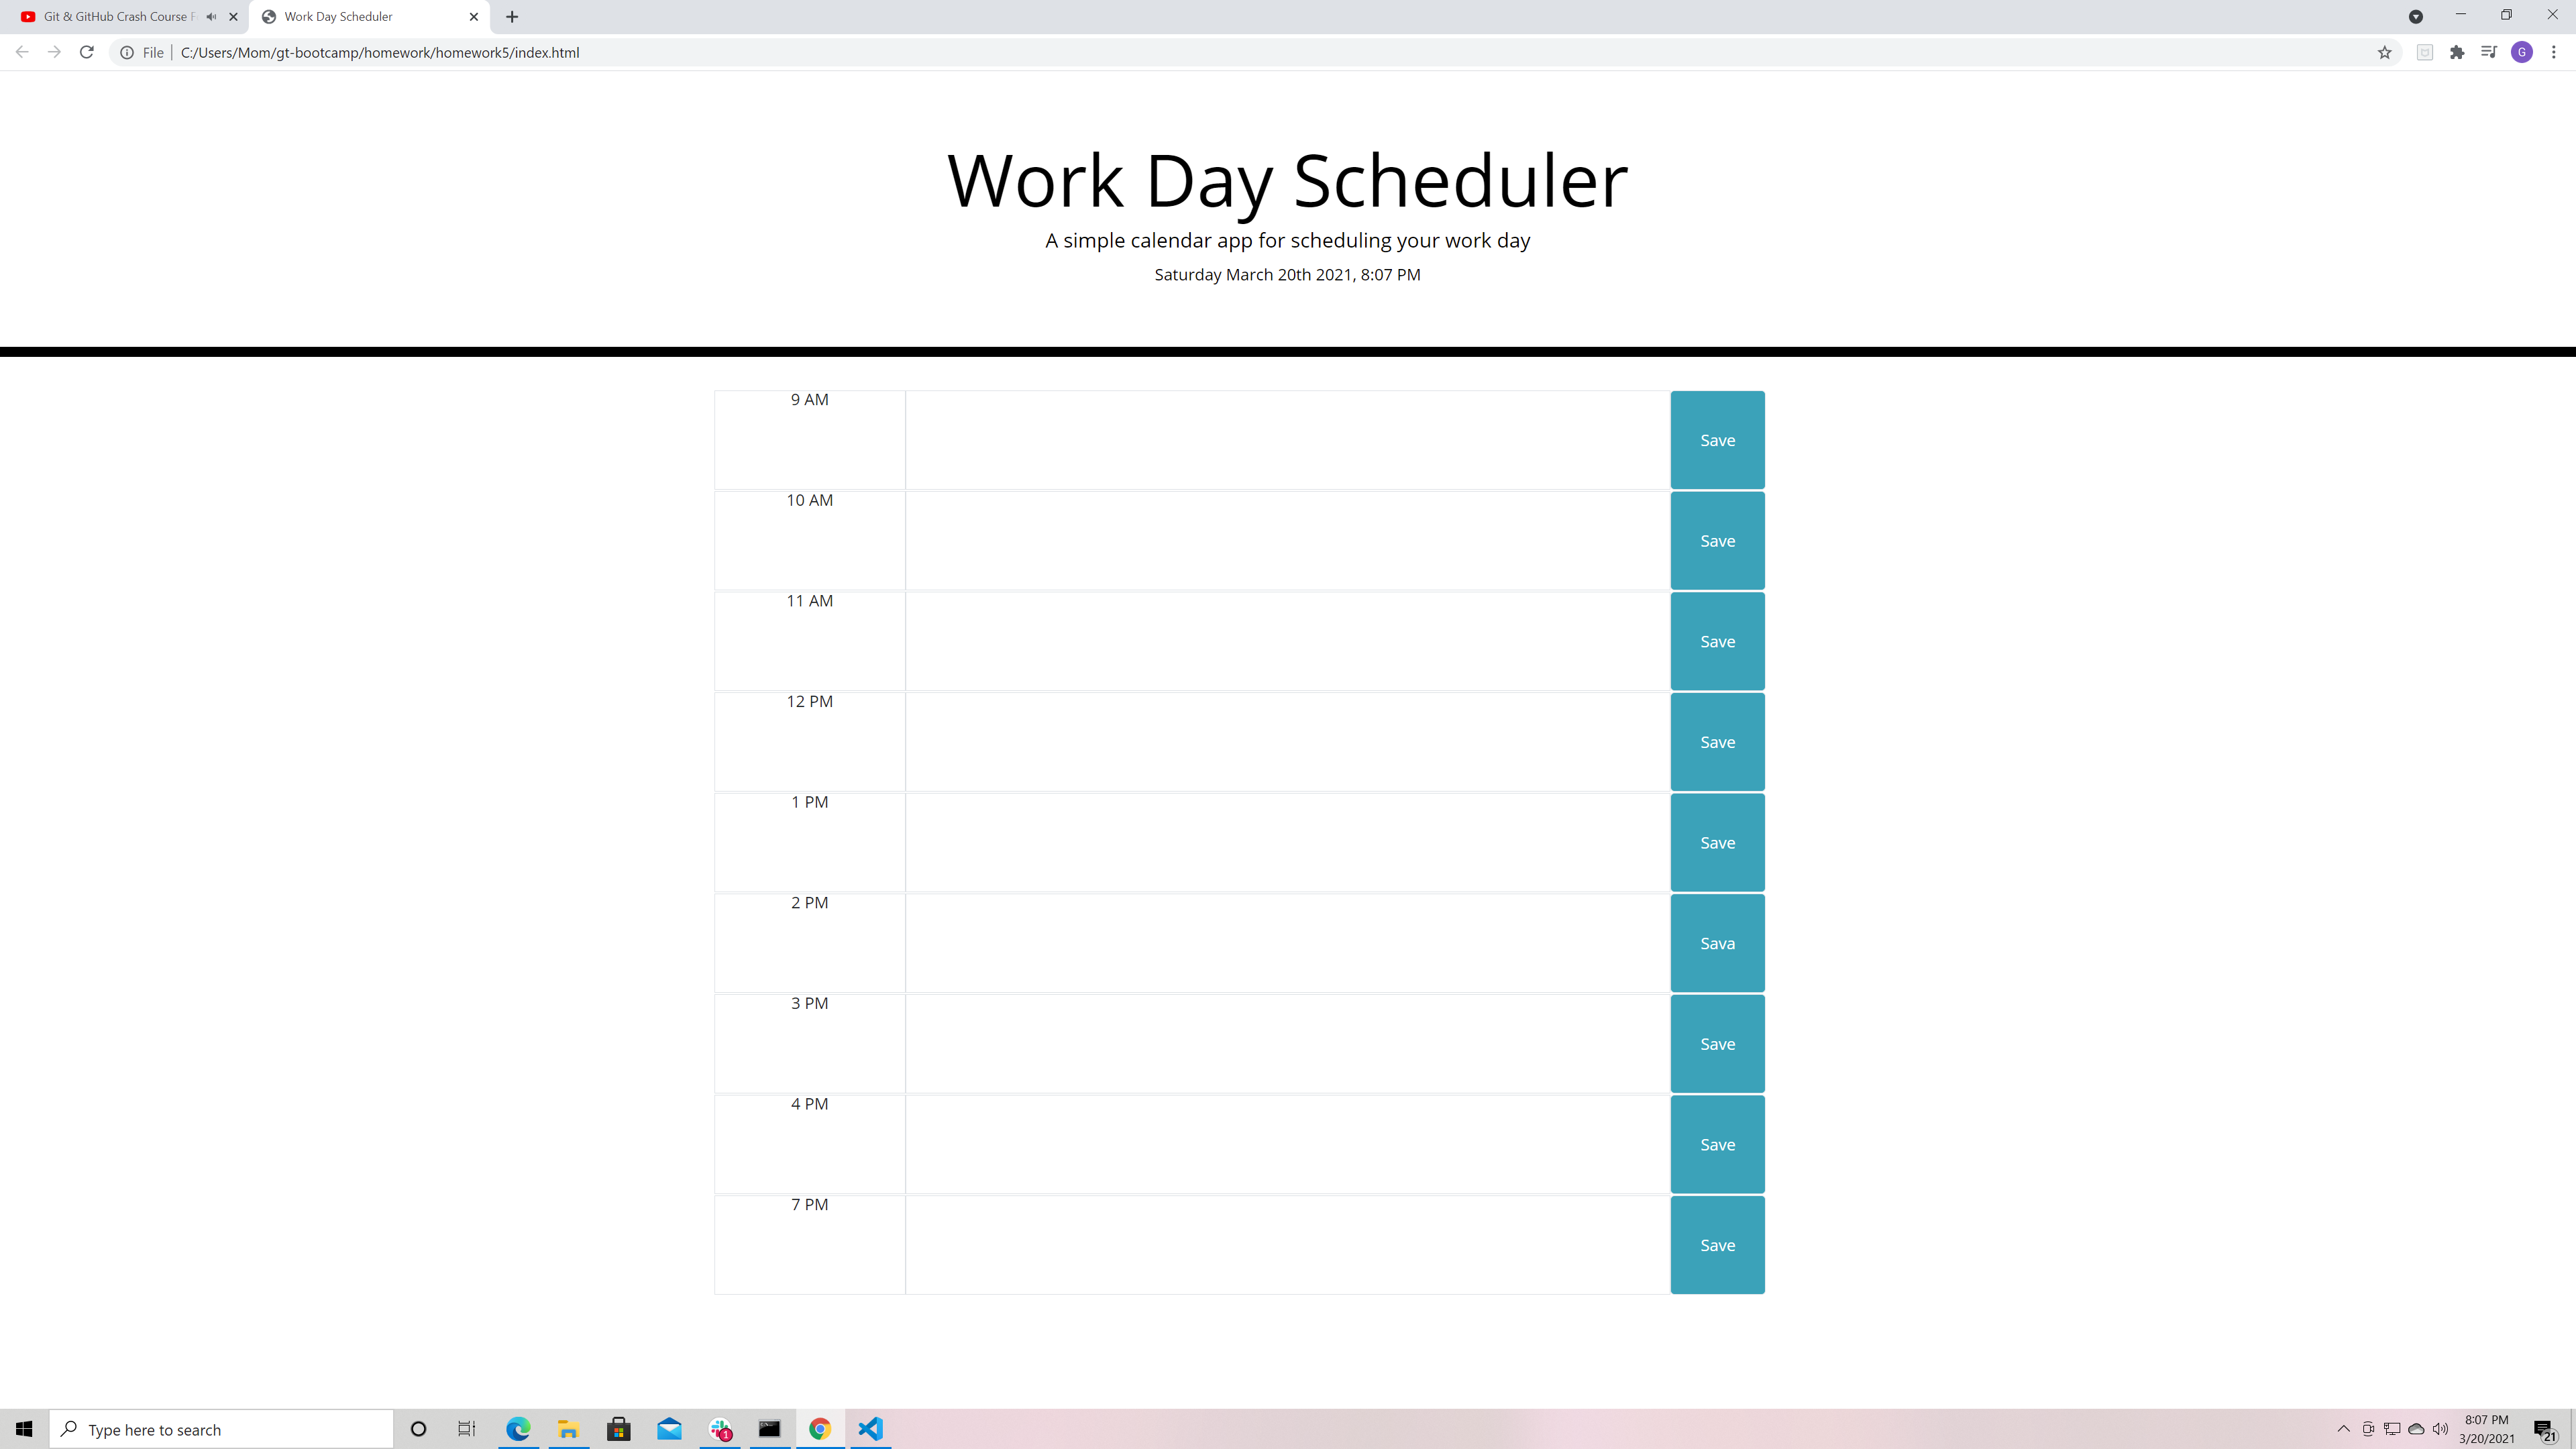 Git & GitHub Crash Course F
Work Day Scheduler
File
C:/Users/Mom/gt-bootcamp/homework/homework5/index.html
G
Work Day Scheduler
A simple calendar app for scheduling your work day
Saturday March 20th 2021, 8:07 PM
9 AM
Save
10 AM
Save
11 AM
Save
12 PM
Save
1 PM
Save
2 PM
Sava
3 PM
Save
4 PM
Save
7 PM
Save
Type here to search
1
8:07 PM
3/20/2021
21